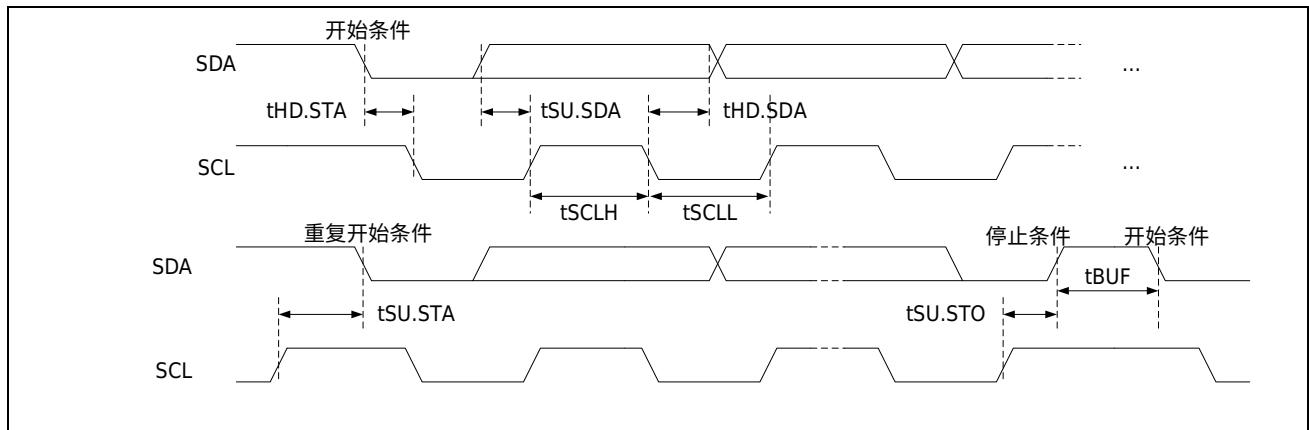 开始条件
SDA
...
tHD.STA
tSU.SDA
tHD.SDA
SCL
...
tSCLH
tSCLL
重复开始条件
停止条件
开始条件
SDA
tBUF
tSU.STA
tSU.STO
SCL